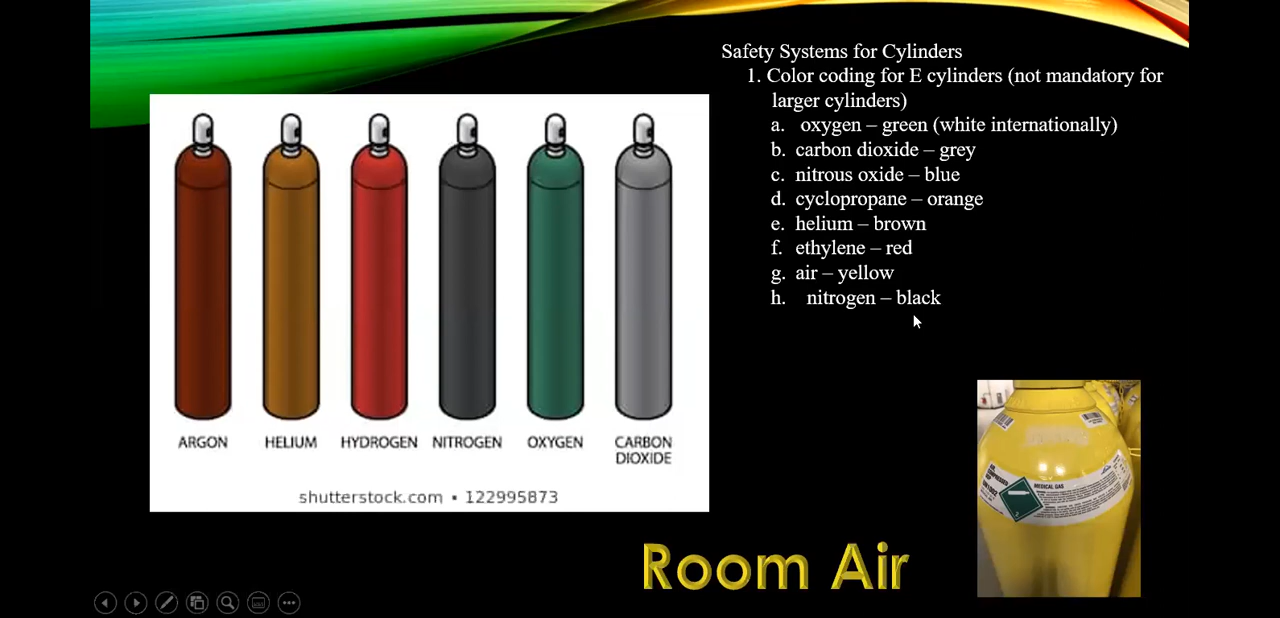 Safety Systems for Cylinders
1. Color coding for E cylinders (not mandatory for
larger cylinders)
a. oxygen – green (white internationally)
b. carbon dioxide – grey
c. nitrous oxide – blue
d. cyclopropane – orange
e. helium – brown
f. ethylene – red
g. air – yellow
h. nitrogen – black
ARGON
HELIUM
HYDROGEN
NITROGEN
OXYGEN
CARBON
DIOXIDE
shutterstock.com • 122995873
MEDICAL GAS
Room Air